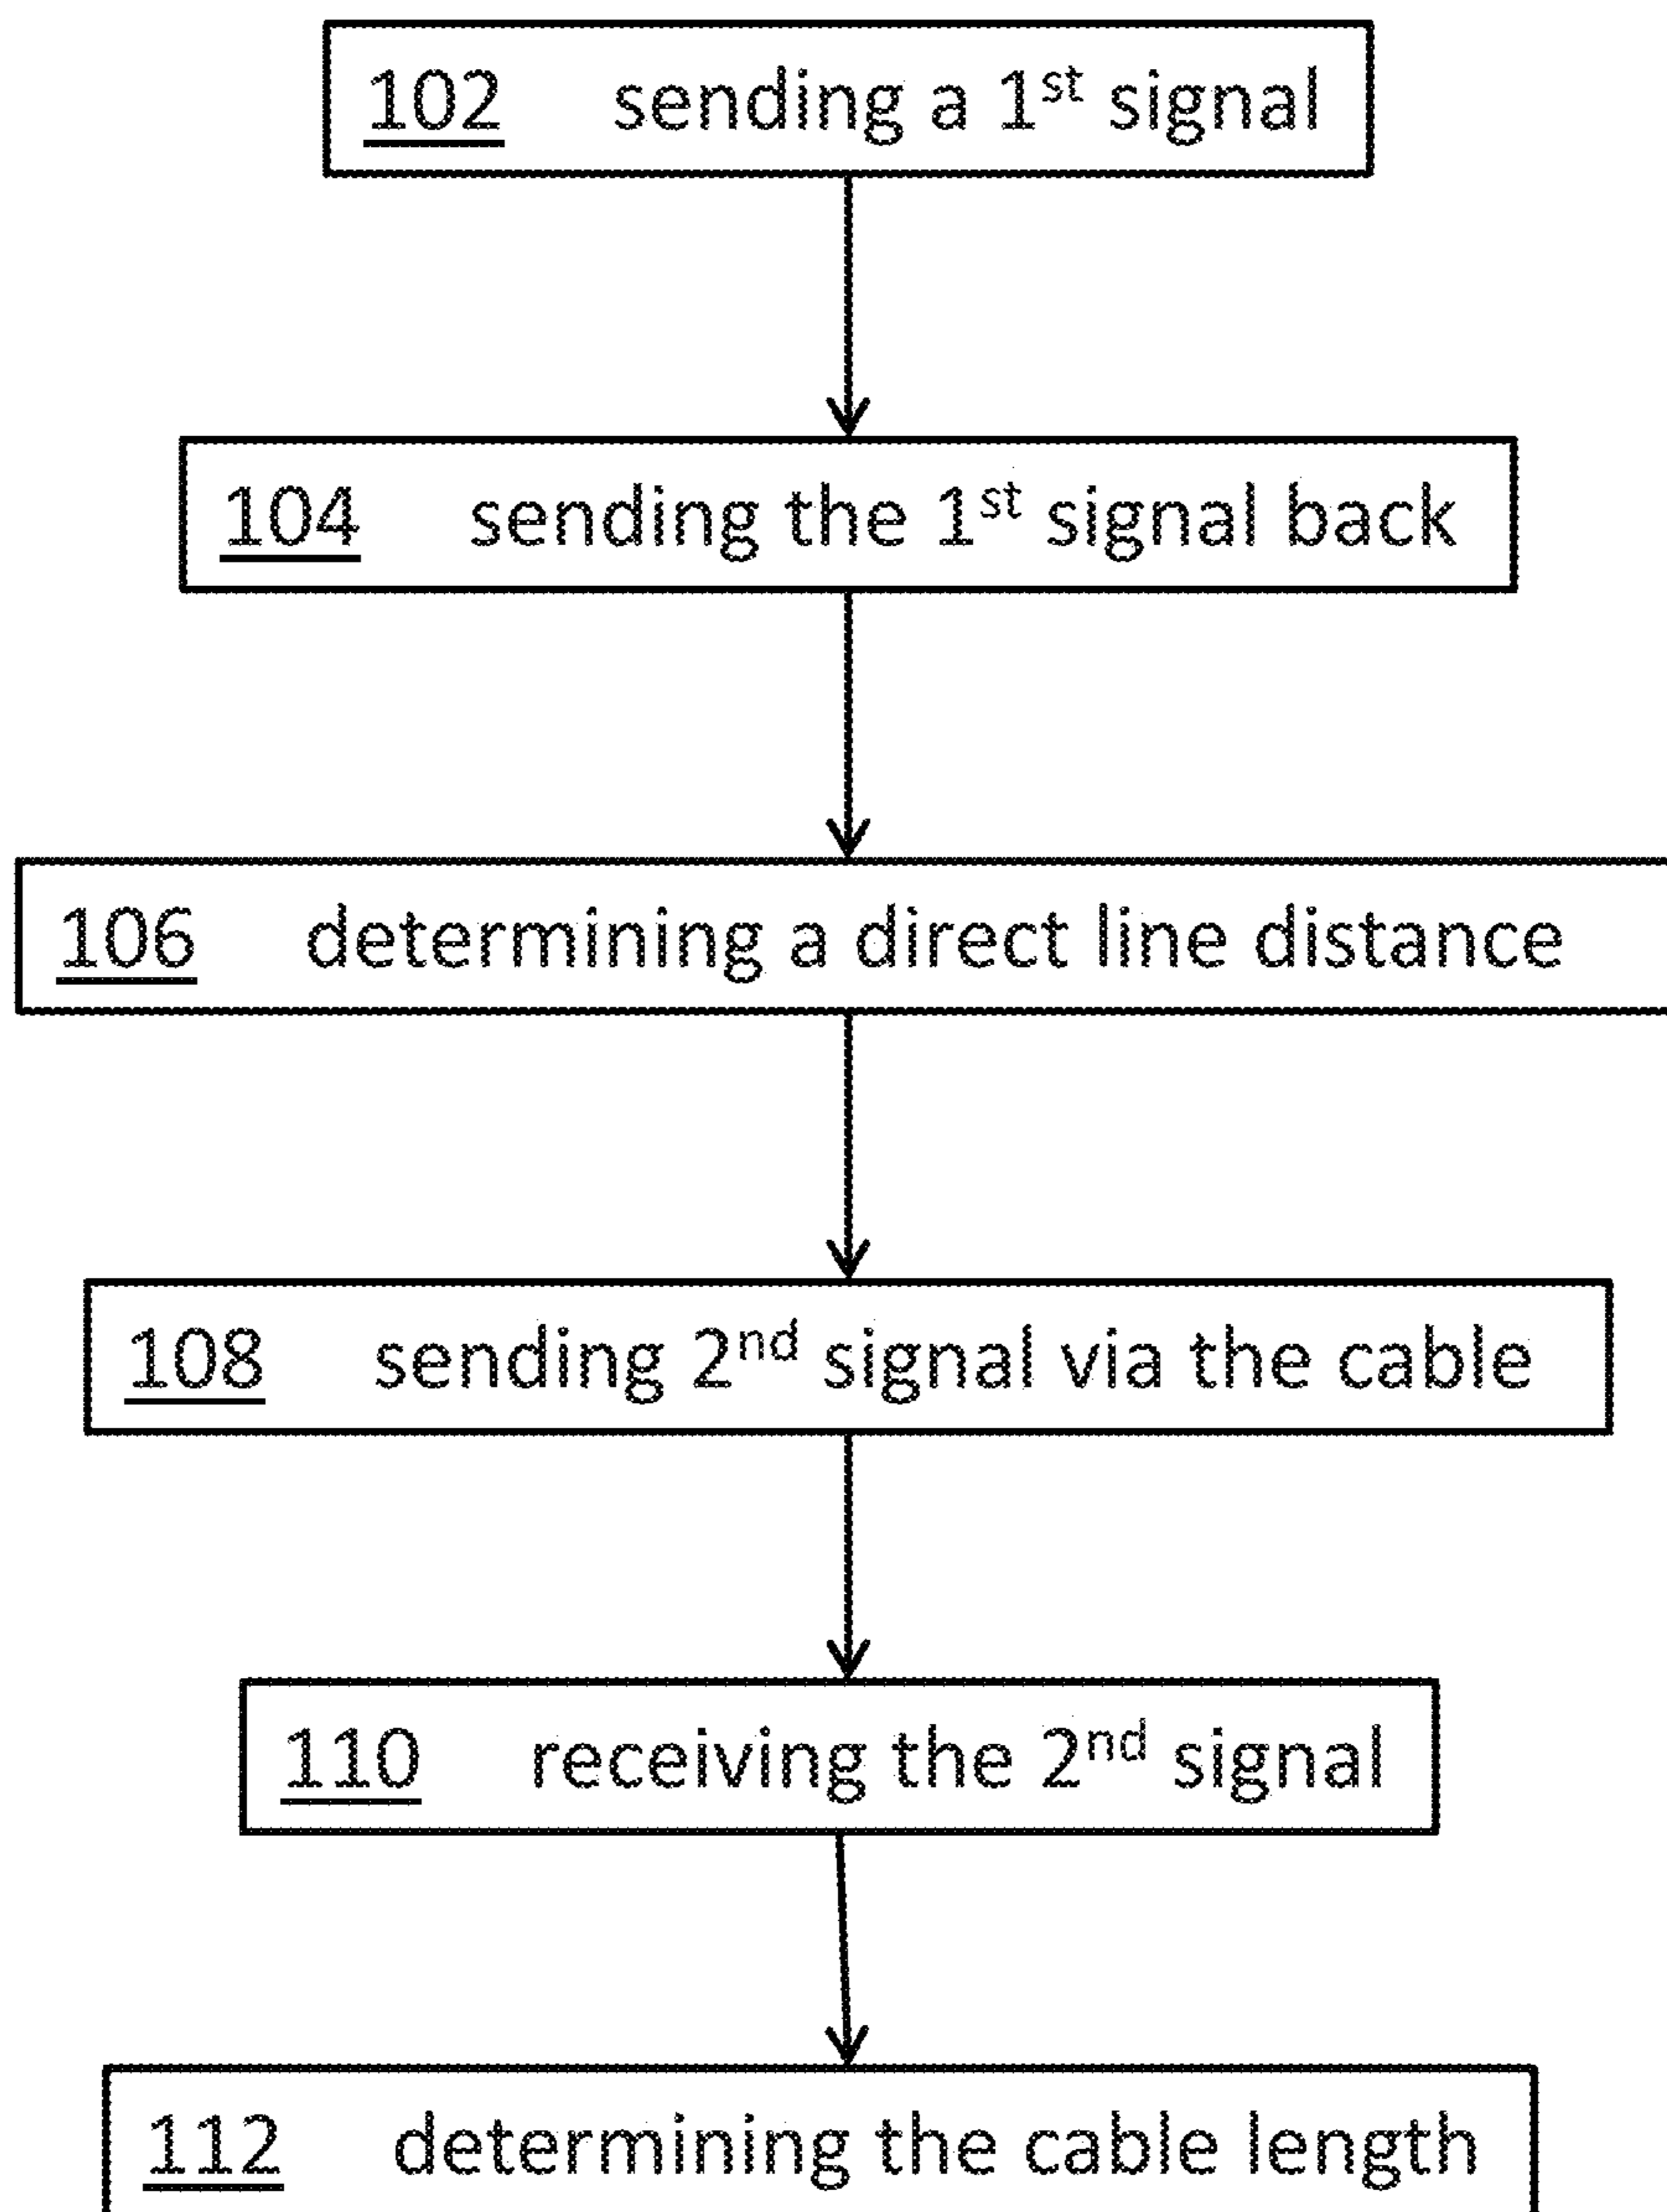 102 sending a 1st signal
104 sending the 1st signal back
106 determining a direct line distance
108 sending 2nd signal via the cable
110 receiving the 2nd signal
112 determining the cable length